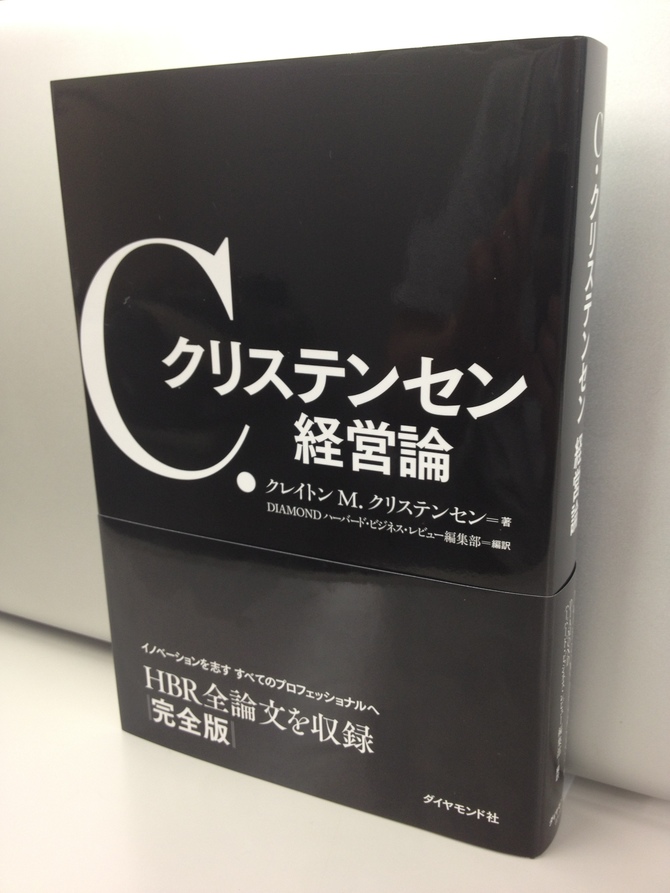 C.
クリステンセン
経営論
クレイトン M. クリステンセン=著
DIAMOND ハーバード・ビジネス・レビュー編集部=編訳
イノベーションを志す すべてのプロフェッショナルへ
HBR全論文を収録
「完全版」
ダイヤモンド社
C.クリステンセン 経営論